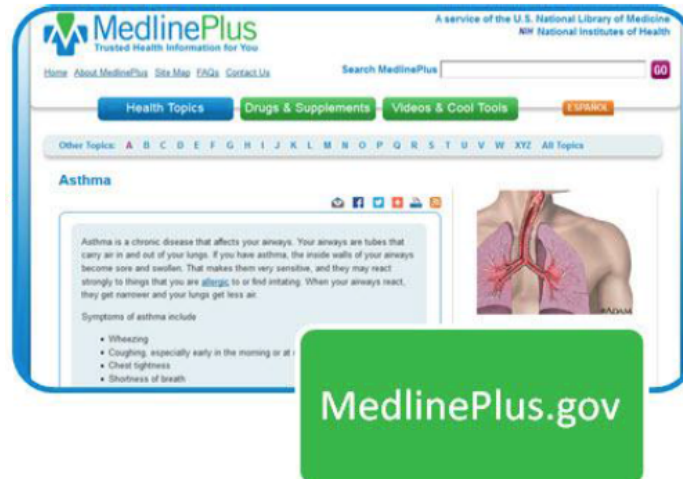 MedlinePlus
Trusted Health Information for You
A service of the U.S. National Library of Medicine
NIH National Institutes of Health
Home About MedlinePlus Site Map FAQs Contact Us
Search MedlinePlus
GO
Health Topics Drugs & Supplements Videos & Cool Tools ESPAÑOL
Other Topics: A B C D E F G H I J K L M N O P Q R S T U V W XYZ All Topics
Asthma
Asthma is a chronic disease that affects your airways. Your airways are tubes that
carry air in and out of your lungs. If you have asthma, the inside walls of your airways
become sore and swollen. That makes them very sensitive, and they may react
strongly to things that you are allergic to or find irritating. When your airways react,
they get narrower and your lungs get less air.
Symptoms of asthma include
• Wheezing
• Coughing, especially early in the morning or at
• Chest tightness
• Shortness of breath
ADAM
MedlinePlus.gov